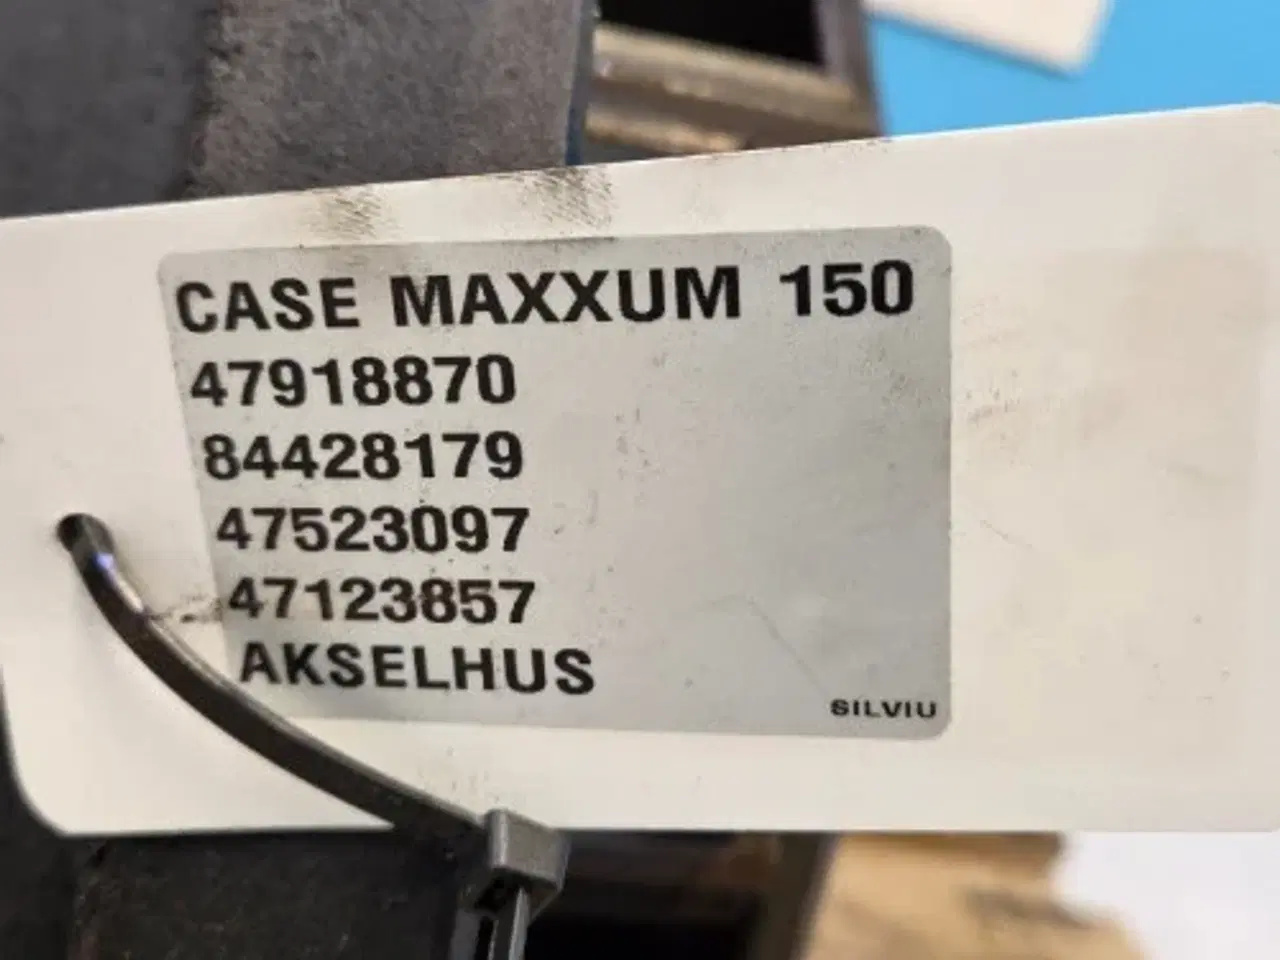 CASE MAXXUM 150
47918870
84428179
47523097
47123857
AKSELHUS
SILVIU